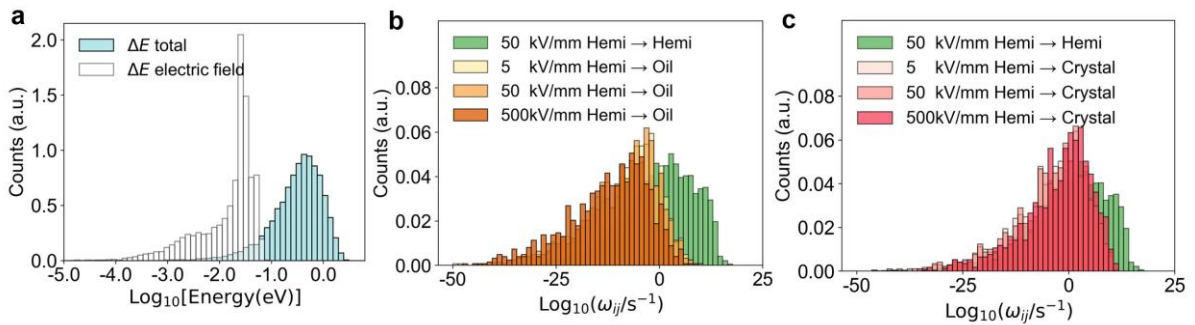 a
2.0
1.5
1.0
0.5
0.0
Counts (a.u.)
ΔE total
ΔE electric field
-5.0 -4.0 -3.0 -2.0 -1.0 0.0
Log10[Energy(eV)]
b
0.08
0.06
0.04
0.02
0.00
Counts (a.u.)
50 kV/mm Hemi → Hemi
5 kV/mm Hemi → Oil
50 kV/mm Hemi → Oil
500kV/mm Hemi → Oil
-50 -25 0 25
Log10(ωij/s−1)
c
0.08
0.06
0.04
0.02
0.00
Counts (a.u.)
50 kV/mm Hemi → Hemi
5 kV/mm Hemi → Crystal
50 kV/mm Hemi → Crystal
500kV/mm Hemi → Crystal
-50 -25 0 25
Log10(ωij/s−1)